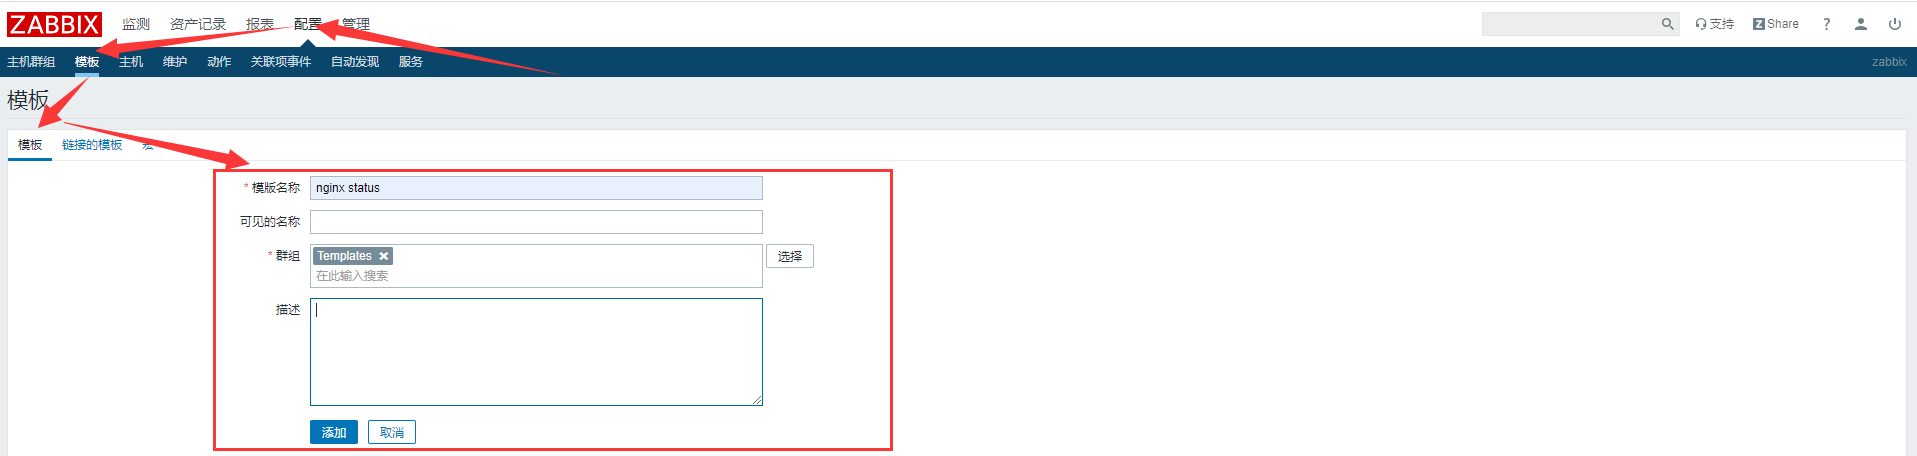 ZABBIX 监测 资产记录 报表 配置 管理 支持 Z Share ?
主机群组 模板 主机 维护 动作 关联项事件 自动发现 服务 zabbix
模板
模板 链接的模板 宏
* 模版名称 nginx status
可见的名称
* 群组 Templates 选择
在此输入搜索
描述
添加 取消